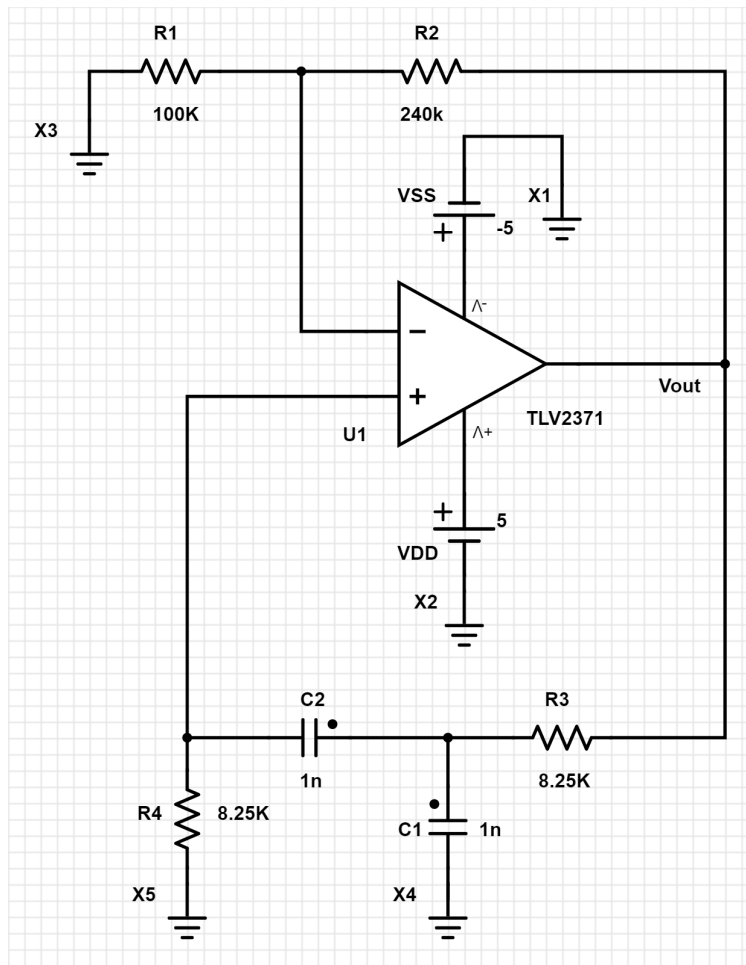 R1
R2
100K
240k
X3
VSS
X1
+
-5
V-
−
+
Vout
U1
TLV2371
V+
+
5
VDD
X2
C2
R3
1n
8.25K
R4
8.25K
C1
1n
X5
X4